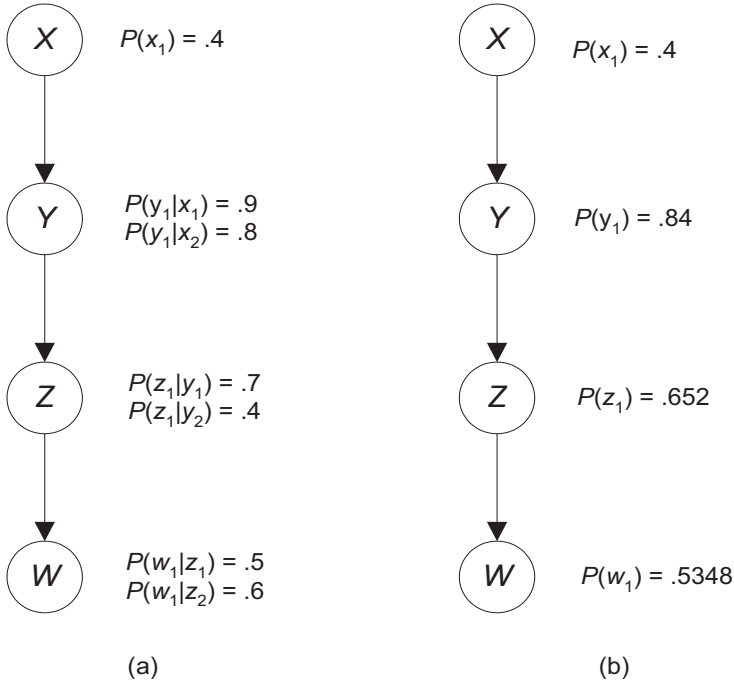 X
P(x₁) = .4
Y
P(y₁|x₁) = .9
P(y₁|x₂) = .8
Z
P(z₁|y₁) = .7
P(z₁|y₂) = .4
W
P(w₁|z₁) = .5
P(w₁|z₂) = .6
(a)
X
P(x₁) = .4
Y
P(y₁) = .84
Z
P(z₁) = .652
W
P(w₁) = .5348
(b)